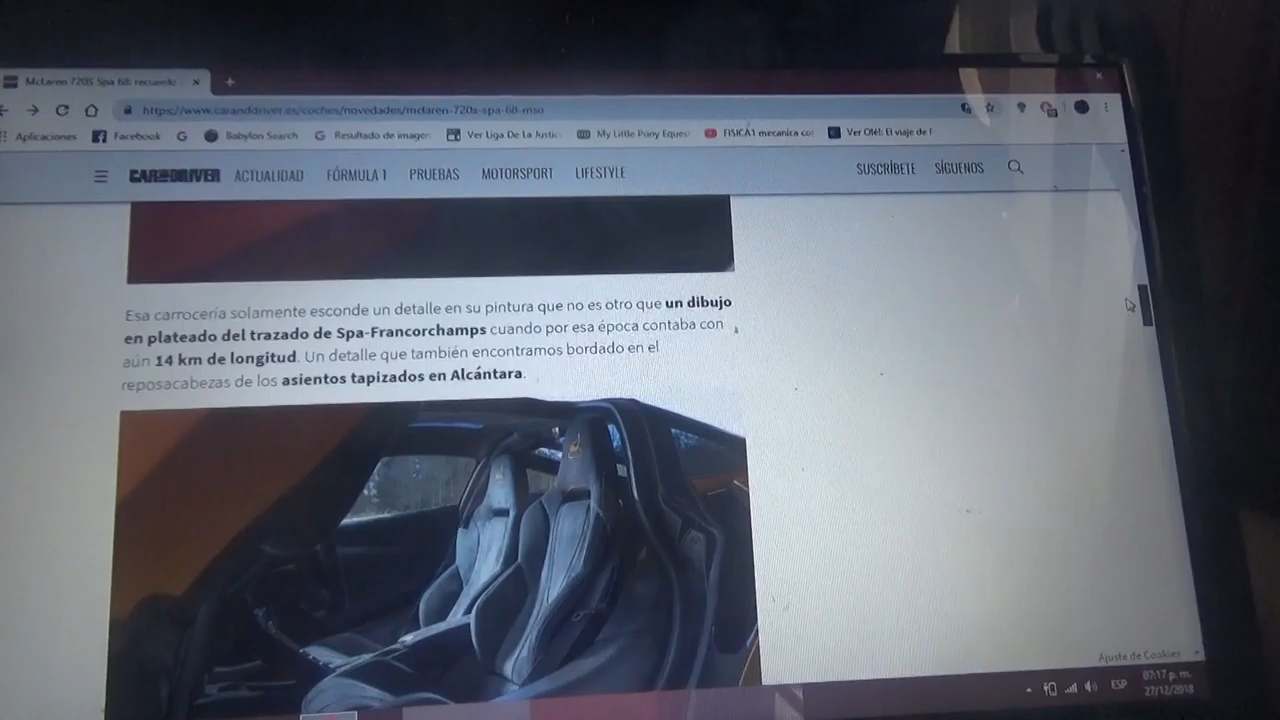 McLaren 720S Spa 68: recuerdo
https://www.caranddriver.es/coches/novedades/mclaren-720s-spa-68-mso
Aplicaciones Facebook Babylon Search Resultado de imagen Ver Liga De La Justic My Little Pony Equest FISICA1 mecanica co Ver Olé!: El viaje de F
CAR AND DRIVER ACTUALIDAD FÓRMULA 1 PRUEBAS MOTORSPORT LIFESTYLE SUSCRÍBETE SÍGUENOS
Esa carrocería solamente esconde un detalle en su pintura que no es otro que un dibujo
en plateado del trazado de Spa-Francorchamps cuando por esa época contaba con
aún 14 km de longitud. Un detalle que también encontramos bordado en el
reposacabezas de los asientos tapizados en Alcántara.
Ajuste de Cookies
ESP 07:17 p. m.
27/12/2018